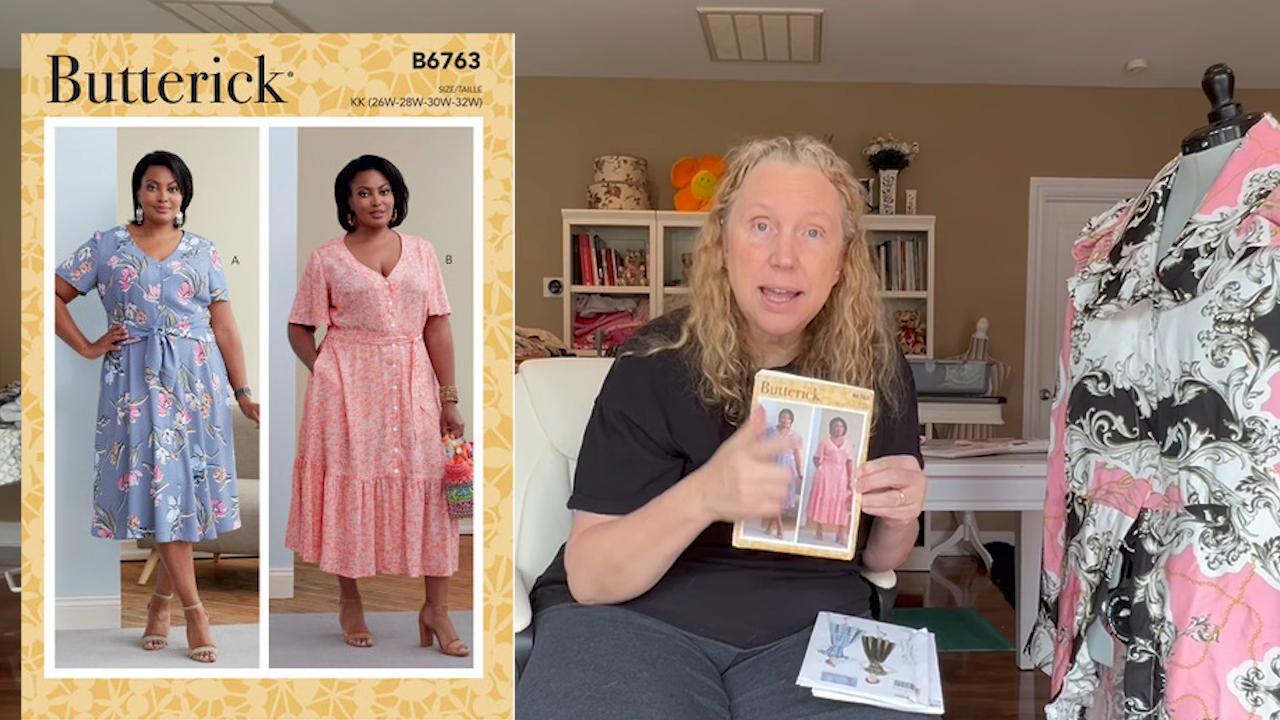 Butterick®
B6763
SIZE/TAILLE
KK (26W-28W-30W-32W)
A
B
Butterick